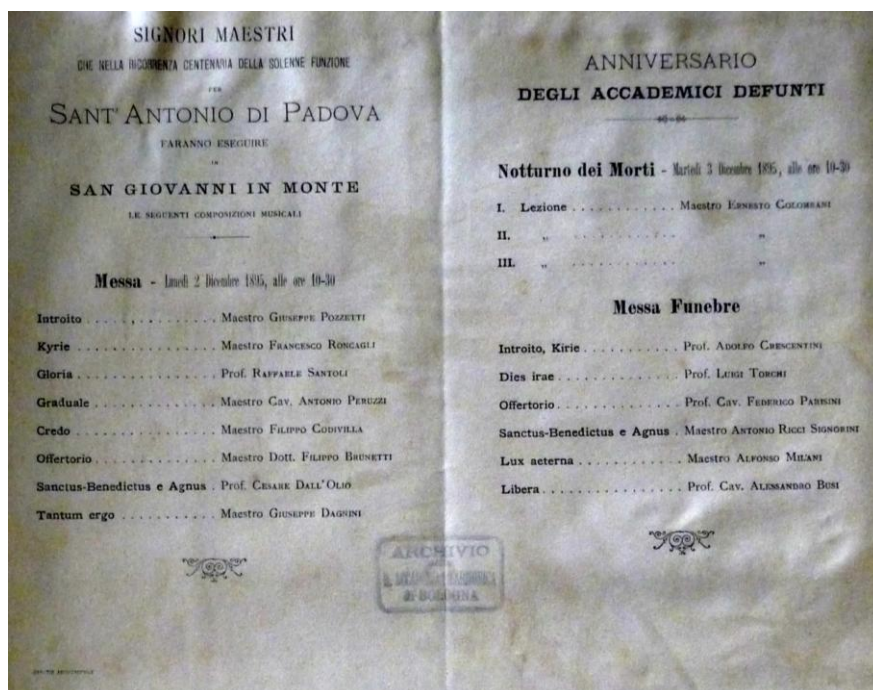 SIGNORI MAESTRI
CHE NELLA RICORRENZA CENTENARIA DELLA SOLENNE FUNZIONE
PER
SANT'ANTONIO DI PADOVA
FARANNO ESEGUIRE
IN
SAN GIOVANNI IN MONTE
LE SEGUENTI COMPOSIZIONI MUSICALI
Messa - Lunedì 2 Dicembre 1895, alle ore 10-30
Introito . . . . . . . . . . . . Maestro GIUSEPPE POZZETTI
Kyrie . . . . . . . . . . . . . Maestro FRANCESCO RONCAGLI
Gloria . . . . . . . . . . . . . Prof. RAFFAELE SANTOLI
Graduale . . . . . . . . . . . Maestro Cav. ANTONIO PERUZZI
Credo . . . . . . . . . . . . . Maestro FILIPPO CODIVILLA
Offertorio . . . . . . . . . . . Maestro Dott. FILIPPO BRUNETTI
Sanctus-Benedictus e Agnus . Prof. CESARE DALL'OLIO
Tantum ergo . . . . . . . . . . Maestro GIUSEPPE DAGNINI
ANNIVERSARIO
DEGLI ACCADEMICI DEFUNTI
Notturno dei Morti - Martedì 3 Dicembre 1895, alle ore 10-30
I. Lezione . . . . . . . . . . . Maestro ERNESTO COLOMBANI
II. „ . . . . . . . . . . . „
III. „ . . . . . . . . . . . „
Messa Funebre
Introito, Kirie . . . . . . . . . . Prof. ADOLFO CRESCENTINI
Dies irae . . . . . . . . . . . . Prof. LUIGI TORCHI
Offertorio . . . . . . . . . . . . Prof. Cav. FEDERICO PARISINI
Sanctus-Benedictus e Agnus . Maestro ANTONIO RICCI SIGNORINI
Lux aeterna . . . . . . . . . . . Maestro ALFONSO MILANI
Libera . . . . . . . . . . . . . . Prof. Cav. ALESSANDRO BUSI
ARCHIVIO
R. ACCADEMIA FILARMONICA
di BOLOGNA